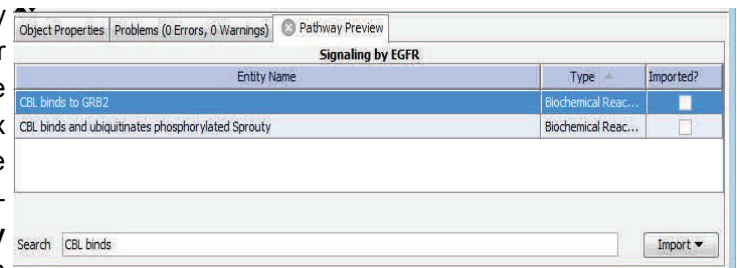 Object Properties Problems (0 Errors, 0 Warnings) Pathway Preview
Signaling by EGFR
Entity Name Type Imported?
CBL binds to GRB2 Biochemical Reac...
CBL binds and ubiquitinates phosphorylated Sprouty Biochemical Reac...
Search CBL binds Import